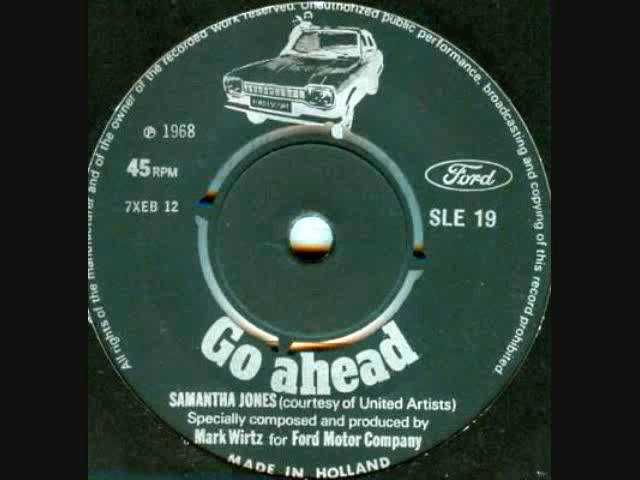 All rights of the manufacturer and of the owner of the recorded work reserved. Unauthorized public performance, broadcasting and copying of this record prohibited.
℗ 1968
45 RPM
7XEB 12
Ford
SLE 19
Go ahead
SAMANTHA JONES (courtesy of United Artists)
Specially composed and produced by
Mark Wirtz for Ford Motor Company
MADE IN HOLLAND